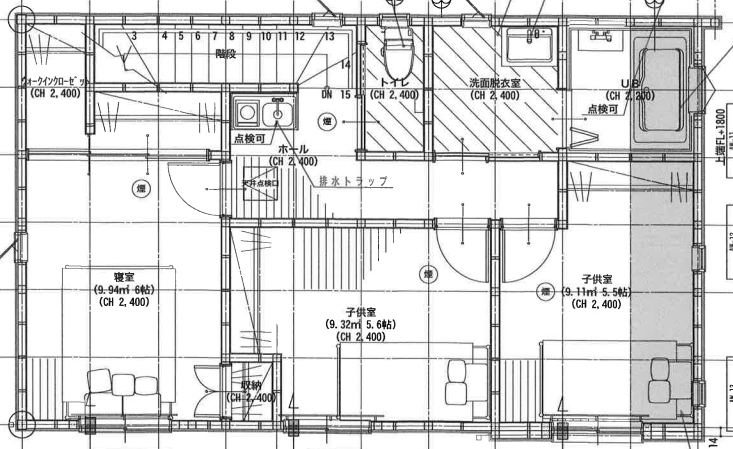 3 4 5 6 7 8 9 10 11 12 13
階段
14
DN 15
ウォークインクローゼット
(CH 2,400)
トイレ
(CH 2,400)
洗面脱衣室
(CH 2,400)
UB
(CH 2,200)
点検可
点検可
煙
ホール
(CH 2,400)
排水トラップ
天井点検口
煙
上端FL+1800
寝室
(9.94㎡ 6帖)
(CH 2,400)
煙
子供室
(9.32㎡ 5.6帖)
(CH 2,400)
煙
子供室
(9.11㎡ 5.5帖)
(CH 2,400)
収納
(CH 2,400)
14